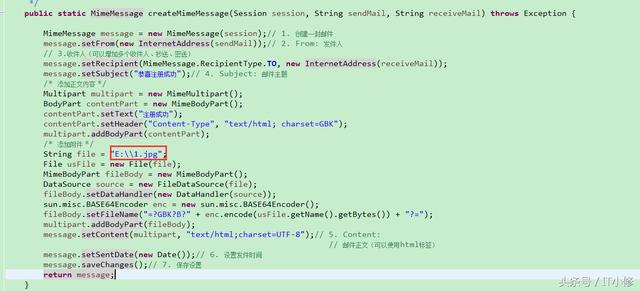 */
public static MimeMessage createMimeMessage(Session session, String sendMail, String receiveMail) throws Exception {
MimeMessage message = new MimeMessage(session);// 1. 创建一封邮件
message.setFrom(new InternetAddress(sendMail));// 2. From: 发件人
// 3.收件人(可以增加多个收件人、抄送、密送)
message.setRecipient(MimeMessage.RecipientType.TO, new InternetAddress(receiveMail));
message.setSubject("恭喜注册成功");// 4. Subject: 邮件主题
/* 添加正文内容 */
Multipart multipart = new MimeMultipart();
BodyPart contentPart = new MimeBodyPart();
contentPart.setText("注册成功");
contentPart.setHeader("Content-Type", "text/html; charset=GBK");
multipart.addBodyPart(contentPart);
/* 添加附件 */
String file = "E:\\1.jpg";
File usFile = new File(file);
MimeBodyPart fileBody = new MimeBodyPart();
DataSource source = new FileDataSource(file);
fileBody.setDataHandler(new DataHandler(source));
sun.misc.BASE64Encoder enc = new sun.misc.BASE64Encoder();
fileBody.setFileName("=?GBK?B?" + enc.encode(usFile.getName().getBytes()) + "?=");
multipart.addBodyPart(fileBody);
message.setContent(multipart, "text/html;charset=UTF-8");// 5. Content:
// 邮件正文(可以使用html标签)
message.setSentDate(new Date());// 6. 设置发件时间
message.saveChanges();// 7. 保存设置
return message;
}
头条号 / IT小修